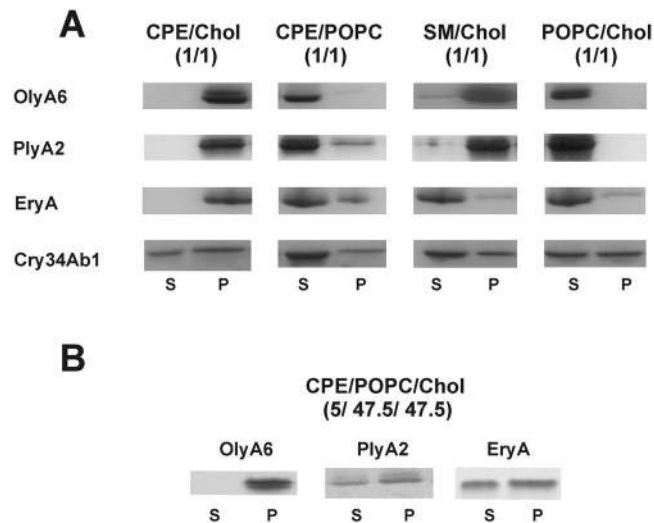 A
CPE/Chol CPE/POPC SM/Chol POPC/Chol
(1/1) (1/1) (1/1) (1/1)
OlyA6
PlyA2
EryA
Cry34Ab1
S P S P S P S P
B
CPE/POPC/Chol
(5/ 47.5/ 47.5)
OlyA6 PlyA2 EryA
S P S P S P